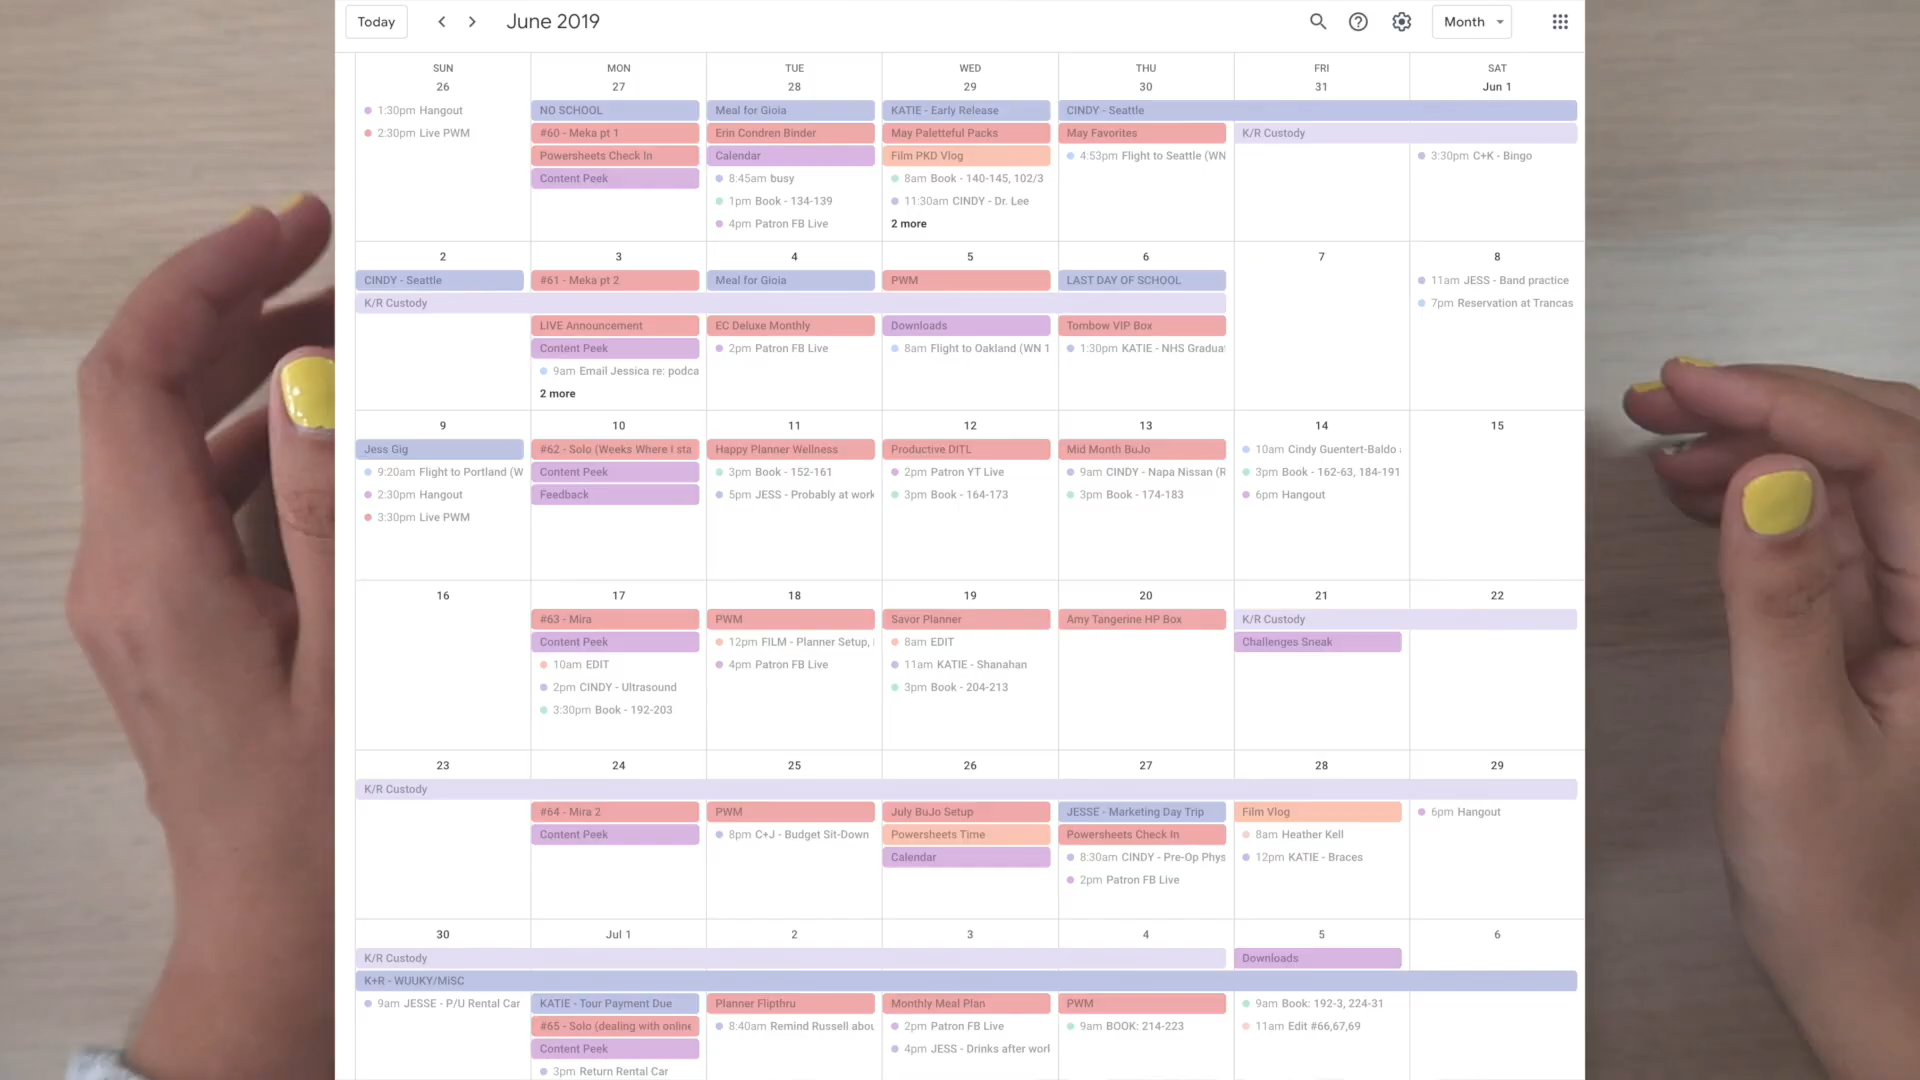 Today
June 2019
Month
SUN MON TUE WED THU FRI SAT
26 27 28 29 30 31 Jun 1
1:30pm Hangout
2:30pm Live PWM
NO SCHOOL
#60 - Meka pt 1
Powersheets Check In
Content Peek
Meal for Gioia
Erin Condren Binder
Calendar
8:45am busy
1pm Book - 134-139
4pm Patron FB Live
KATIE - Early Release
May Paletteful Packs
Film PKD Vlog
8am Book - 140-145, 102/3
11:30am CINDY - Dr. Lee
2 more
CINDY - Seattle
May Favorites
4:53pm Flight to Seattle (WN
K/R Custody
3:30pm C+K - Bingo
2 3 4 5 6 7 8
CINDY - Seattle
K/R Custody
#61 - Meka pt 2
LIVE Announcement
Content Peek
9am Email Jessica re: podca
2 more
Meal for Gioia
EC Deluxe Monthly
2pm Patron FB Live
PWM
Downloads
8am Flight to Oakland (WN 1
LAST DAY OF SCHOOL
Tombow VIP Box
1:30pm KATIE - NHS Graduat
11am JESS - Band practice
7pm Reservation at Trancas
9 10 11 12 13 14 15
Jess Gig
9:20am Flight to Portland (W
2:30pm Hangout
3:30pm Live PWM
#62 - Solo (Weeks Where I sta
Content Peek
Feedback
Happy Planner Wellness
3pm Book - 152-161
5pm JESS - Probably at work
Productive DITL
2pm Patron YT Live
3pm Book - 164-173
Mid Month BuJo
9am CINDY - Napa Nissan (R
3pm Book - 174-183
10am Cindy Guentert-Baldo
3pm Book - 162-63, 184-191
6pm Hangout
16 17 18 19 20 21 22
#63 - Mira
Content Peek
10am EDIT
2pm CINDY - Ultrasound
3:30pm Book - 192-203
PWM
12pm FILM - Planner Setup,
4pm Patron FB Live
Savor Planner
8am EDIT
11am KATIE - Shanahan
3pm Book - 204-213
Amy Tangerine HP Box
K/R Custody
Challenges Sneak
23 24 25 26 27 28 29
K/R Custody
#64 - Mira 2
Content Peek
PWM
8pm C+J - Budget Sit-Down
July BuJo Setup
Powersheets Time
Calendar
JESSE - Marketing Day Trip
Powersheets Check In
8:30am CINDY - Pre-Op Phys
2pm Patron FB Live
Film Vlog
8am Heather Kell
12pm KATIE - Braces
6pm Hangout
30 Jul 1 2 3 4 5 6
K/R Custody
K+R - WUUKY/MiSC
9am JESSE - P/U Rental Car
KATIE - Tour Payment Due
#65 - Solo (dealing with online
Content Peek
3pm Return Rental Car
Planner Flipthru
8:40am Remind Russell abou
Monthly Meal Plan
2pm Patron FB Live
4pm JESS - Drinks after worl
PWM
9am BOOK: 214-223
Downloads
9am Book: 192-3, 224-31
11am Edit #66,67,69